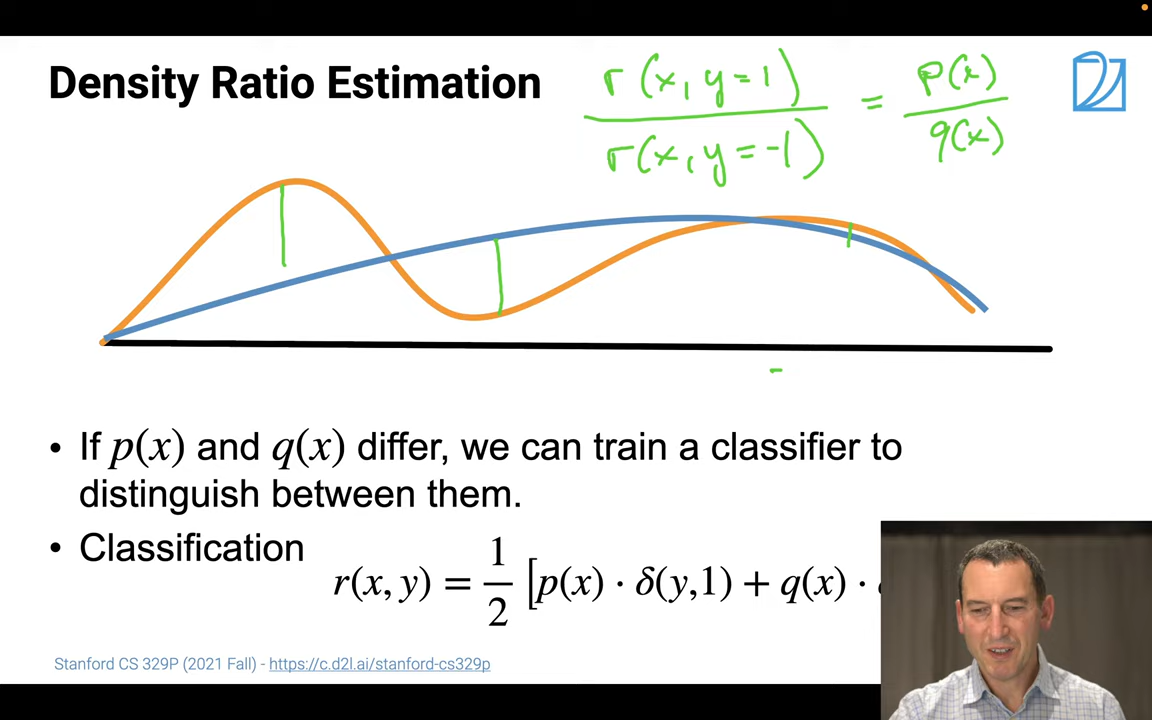 Density Ratio Estimation
r(x, y=1)
r(x, y=-1)
=
p(x)
q(x)
• If p(x) and q(x) differ, we can train a classifier to
distinguish between them.
• Classification
r(x, y) = 1/2 [p(x) · δ(y,1) + q(x) ·
Stanford CS 329P (2021 Fall) - https://c.d2l.ai/stanford-cs329p